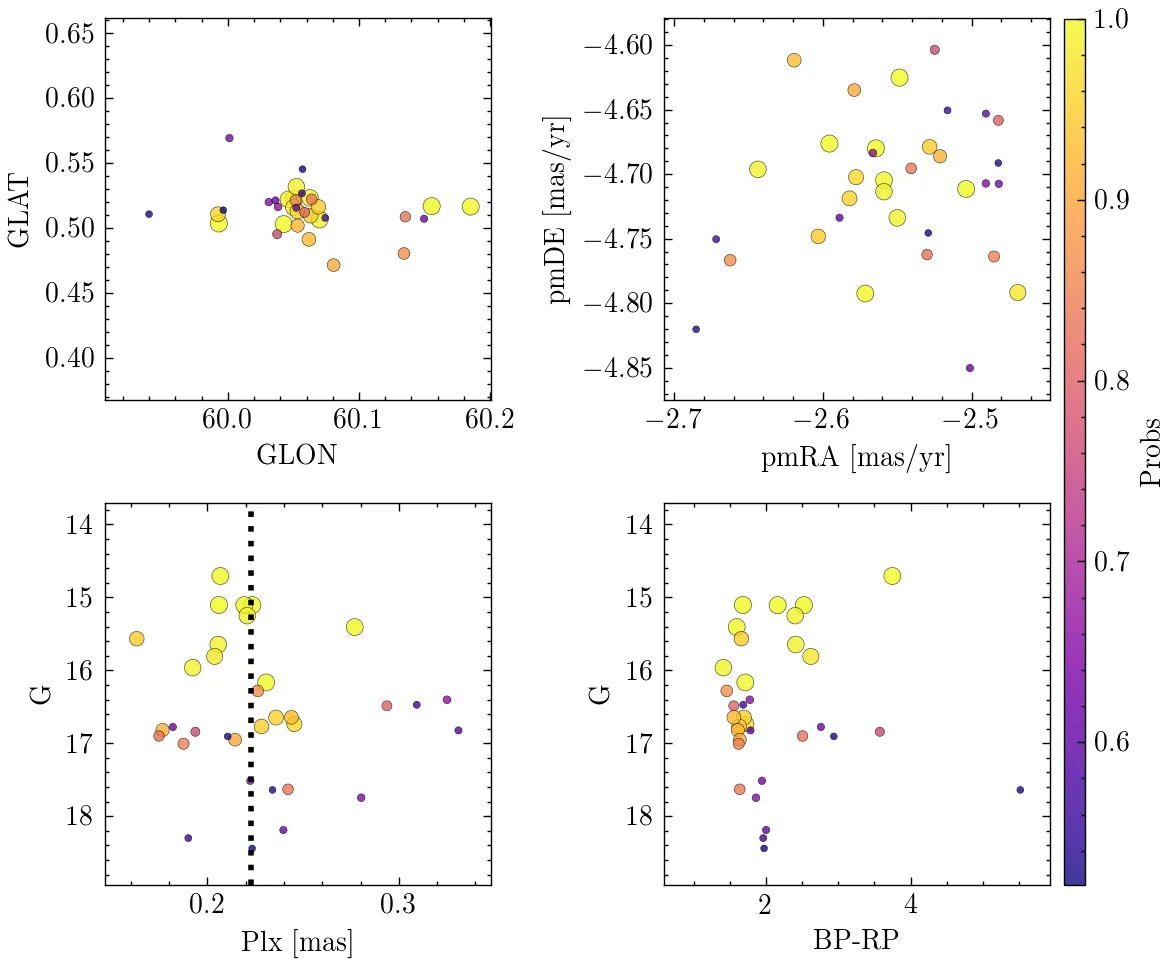 0.65
0.60
0.55
0.50
0.45
0.40
GLAT
60.0 60.1 60.2
GLON
−4.60
−4.65
−4.70
−4.75
−4.80
−4.85
pmDE [mas/yr]
−2.7 −2.6 −2.5
pmRA [mas/yr]
1.0
0.9
0.8
0.7
0.6
Probs
14
15
16
17
18
G
0.2 0.3
Plx [mas]
14
15
16
17
18
G
2 4
BP-RP